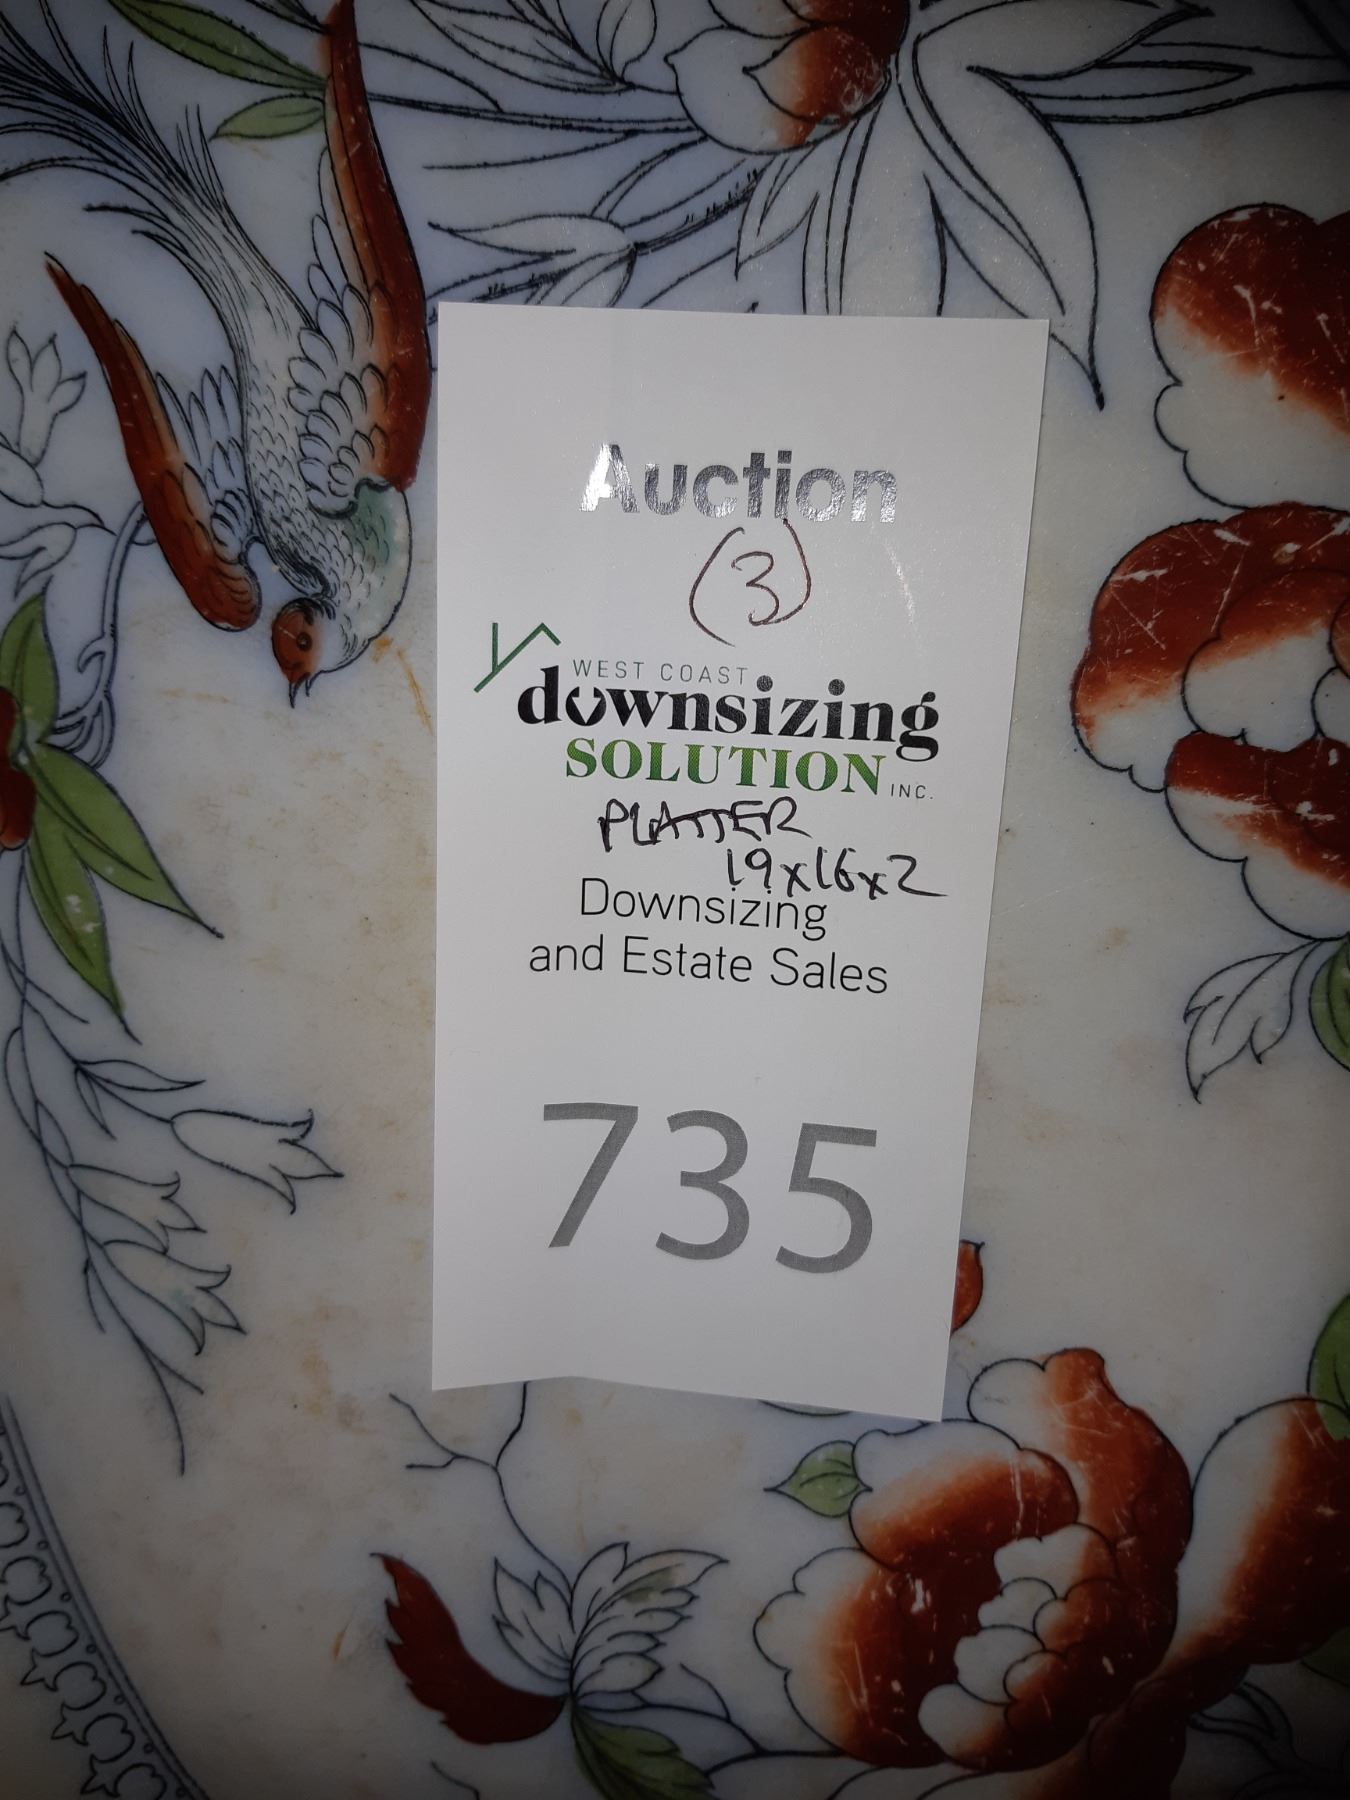 Auction
(3)
WEST COAST
downsizing
SOLUTION INC.
PLATTER
19x16x2
Downsizing
and Estate Sales
735